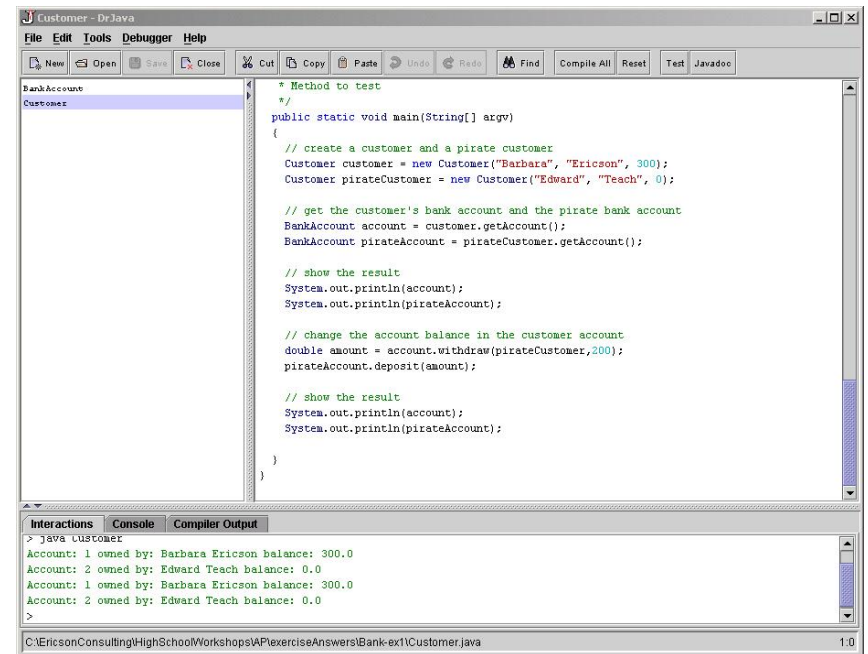 Customer - DrJava
File Edit Tools Debugger Help
New Open Save Close Cut Copy Paste Undo Redo Find Compile All Reset Test Javadoc
BankAccount
Customer
* Method to test
*/
public static void main(String[] argv)
{
// create a customer and a pirate customer
Customer customer = new Customer("Barbara", "Ericson", 300);
Customer pirateCustomer = new Customer("Edward", "Teach", 0);
// get the customer's bank account and the pirate bank account
BankAccount account = customer.getAccount();
BankAccount pirateAccount = pirateCustomer.getAccount();
// show the result
System.out.println(account);
System.out.println(pirateAccount);
// change the account balance in the customer account
double amount = account.withdraw(pirateCustomer,200);
pirateAccount.deposit(amount);
// show the result
System.out.println(account);
System.out.println(pirateAccount);
}
}
Interactions Console Compiler Output
> java Customer
Account: 1 owned by: Barbara Ericson balance: 300.0
Account: 2 owned by: Edward Teach balance: 0.0
Account: 1 owned by: Barbara Ericson balance: 300.0
Account: 2 owned by: Edward Teach balance: 0.0
>
C:\EricsonConsulting\HighSchoolWorkshops\AP\exerciseAnswers\Bank-ex1\Customer.java 1:0